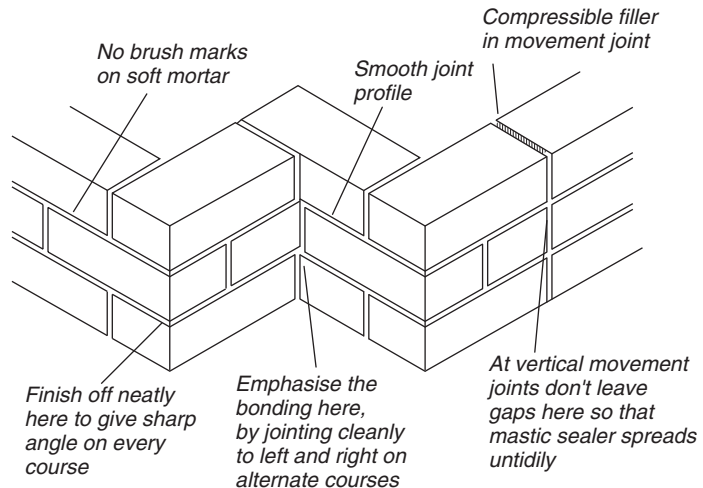 Compressible filler
in movement joint
No brush marks
on soft mortar
Smooth joint
profile
Finish off neatly
here to give sharp
angle on every
course
Emphasise the
bonding here,
by jointing cleanly
to left and right on
alternate courses
At vertical movement
joints don't leave
gaps here so that
mastic sealer spreads
untidily